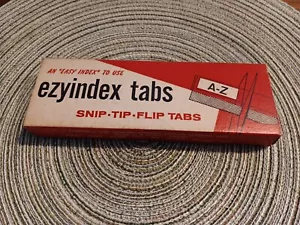 AN "EASY INDEX" TO USE
ezyindex tabs
A-Z
SNIP•TIP•FLIP TABS